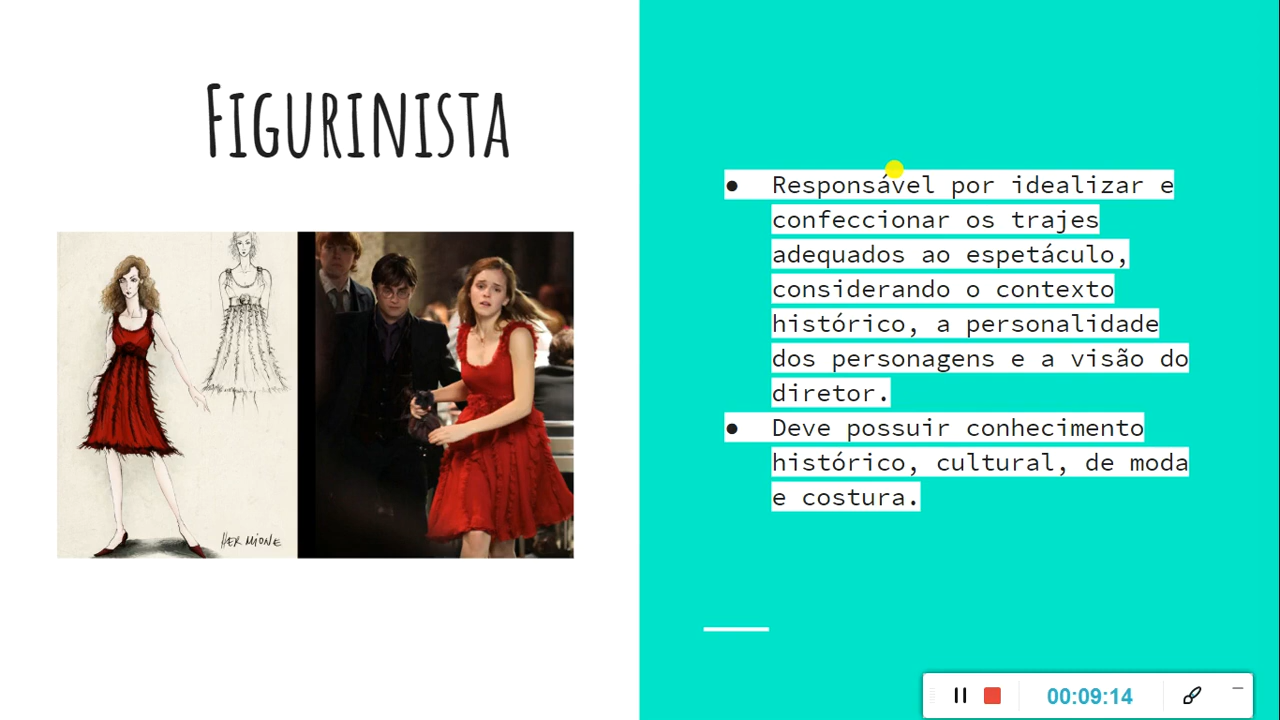 Figurinista
HERMIONE
● Responsável por idealizar e
confeccionar os trajes
adequados ao espetáculo,
considerando o contexto
histórico, a personalidade
dos personagens e a visão do
diretor.
● Deve possuir conhecimento
histórico, cultural, de moda
e costura.
00:09:14